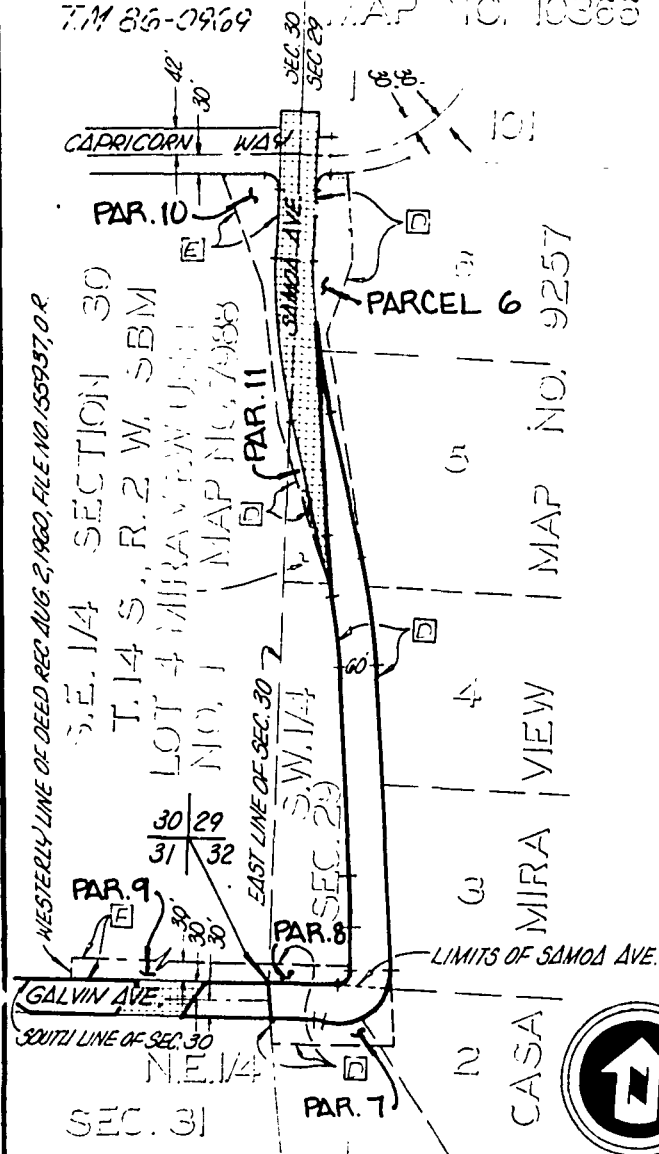 T.M 86-0969
MAP NO. 10366
SEC. 30
SEC 29
42'
30'
CAPRICORN WAY
101
PAR. 10
E
D
SAMOA AVE.
PARCEL 6
WESTERLY LINE OF DEED REC AUG. 2, 1960, FILE NO. 155937, O.R.
S.E. 1/4 SECTION 30
T. 14 S., R. 2 W. SBM
LOT 4 MIRA VIEW UNIT
NO. 1 MAP NO. 7988
PAR. 11
D
5
MAP NO. 9257
D
60'
EAST LINE OF SEC. 30
S.W. 1/4
SEC. 29
4
VIEW
30 29
31 32
3
MIRA
PAR. 9
30'
30'
30'
PAR. 8
LIMITS OF SAMOA AVE.
GALVIN AVE.
SOUTH LINE OF SEC. 30
N.E. 1/4
D
2
CASA
SEC. 31
PAR. 7
N